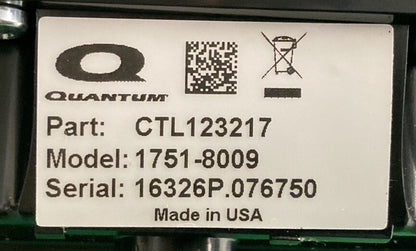 QUANTUM
Part: CTL123217
Model: 1751-8009
Serial: 16326P.076750
Made in USA